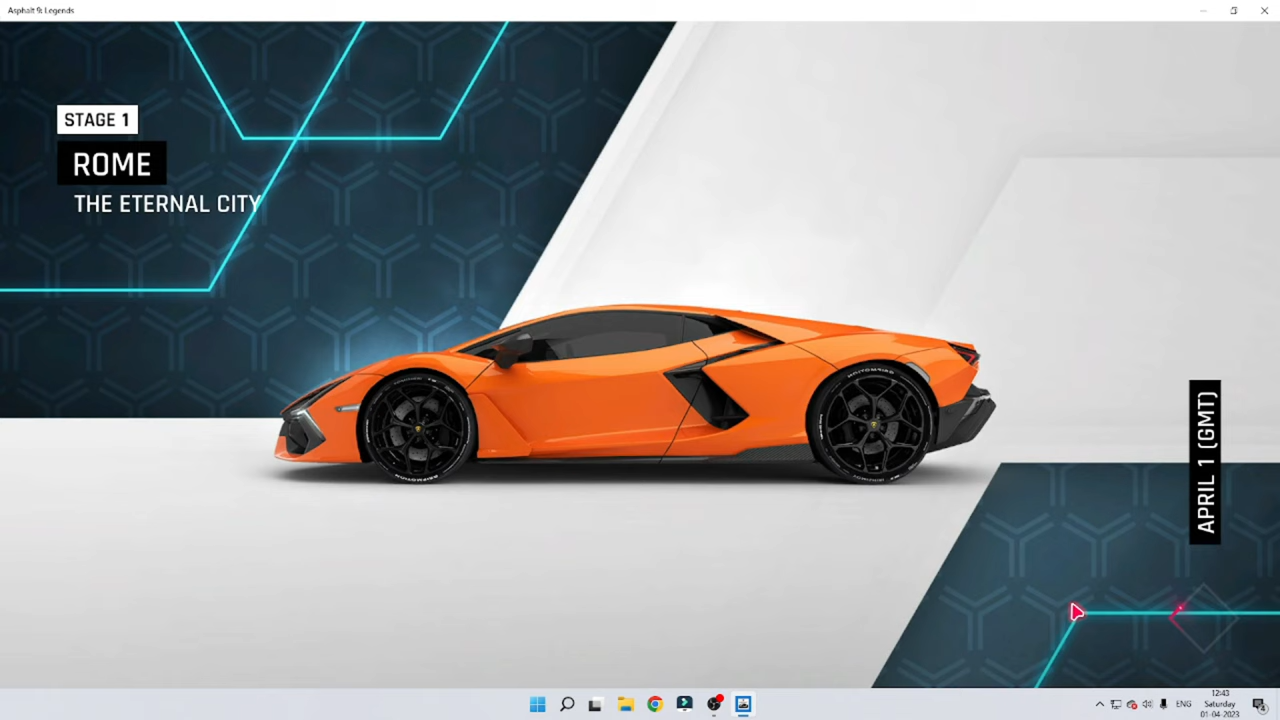 Asphalt 9: Legends
STAGE 1
ROME
THE ETERNAL CITY
APRIL 1 (GMT)
ENG
12:43
Saturday
01-04-2023